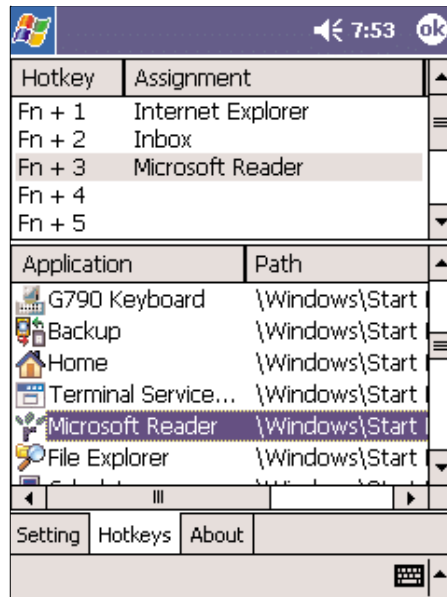 7:53 ok
Hotkey Assignment
Fn + 1 Internet Explorer
Fn + 2 Inbox
Fn + 3 Microsoft Reader
Fn + 4
Fn + 5
Application Path
G790 Keyboard \Windows\Start
Backup \Windows\Start
Home \Windows\Start
Terminal Service... \Windows\Start
Microsoft Reader \Windows\Start
File Explorer \Windows\Start
Setting Hotkeys About